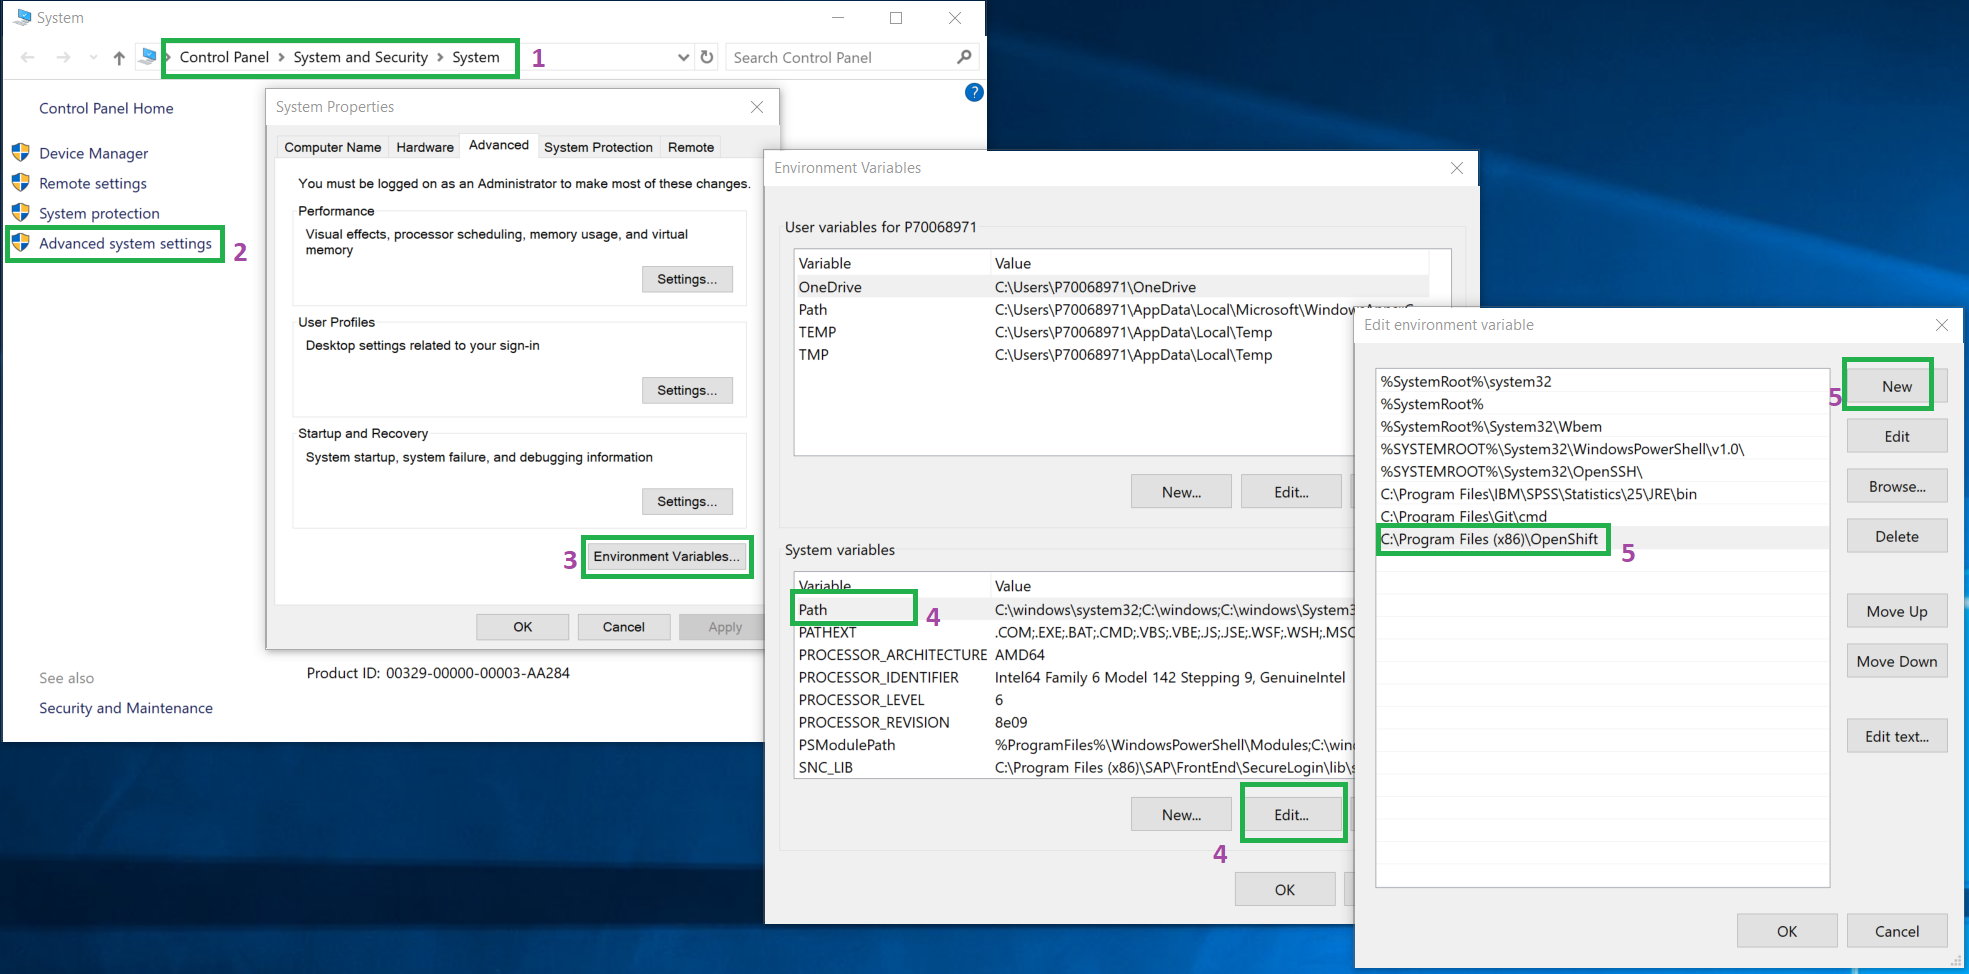 System
Control Panel > System and Security > System
1
Search Control Panel
?
Control Panel Home
Device Manager
Remote settings
System protection
Advanced system settings
2
See also
Security and Maintenance
System Properties
Computer Name
Hardware
Advanced
System Protection
Remote
You must be logged on as an Administrator to make most of these changes.
Performance
Visual effects, processor scheduling, memory usage, and virtual
memory
Settings...
User Profiles
Desktop settings related to your sign-in
Settings...
Startup and Recovery
System startup, system failure, and debugging information
Settings...
3
Environment Variables...
OK
Cancel
Apply
Product ID: 00329-00000-00003-AA284
Environment Variables
User variables for P70068971
Variable Value
OneDrive C:\Users\P70068971\OneDrive
Path C:\Users\P70068971\AppData\Local\Microsoft\Window
TEMP C:\Users\P70068971\AppData\Local\Temp
TMP C:\Users\P70068971\AppData\Local\Temp
New...
Edit...
System variables
Variable Value
Path C:\windows\system32;C:\windows;C:\windows\System3
4
PATHEXT .COM;.EXE;.BAT;.CMD;.VBS;.VBE;.JS;.JSE;.WSF;.WSH;.MSC
PROCESSOR_ARCHITECTURE AMD64
PROCESSOR_IDENTIFIER Intel64 Family 6 Model 142 Stepping 9, GenuineIntel
PROCESSOR_LEVEL 6
PROCESSOR_REVISION 8e09
PSModulePath %ProgramFiles%\WindowsPowerShell\Modules;C:\win
SNC_LIB C:\Program Files (x86)\SAP\FrontEnd\SecureLogin\lib\s
New...
Edit...
4
OK
Edit environment variable
%SystemRoot%\system32
%SystemRoot%
%SystemRoot%\System32\Wbem
%SYSTEMROOT%\System32\WindowsPowerShell\v1.0\
%SYSTEMROOT%\System32\OpenSSH\
C:\Program Files\IBM\SPSS\Statistics\25\JRE\bin
C:\Program Files\Git\cmd
C:\Program Files (x86)\OpenShift
5
5
New
Edit
Browse...
Delete
Move Up
Move Down
Edit text...
OK
Cancel